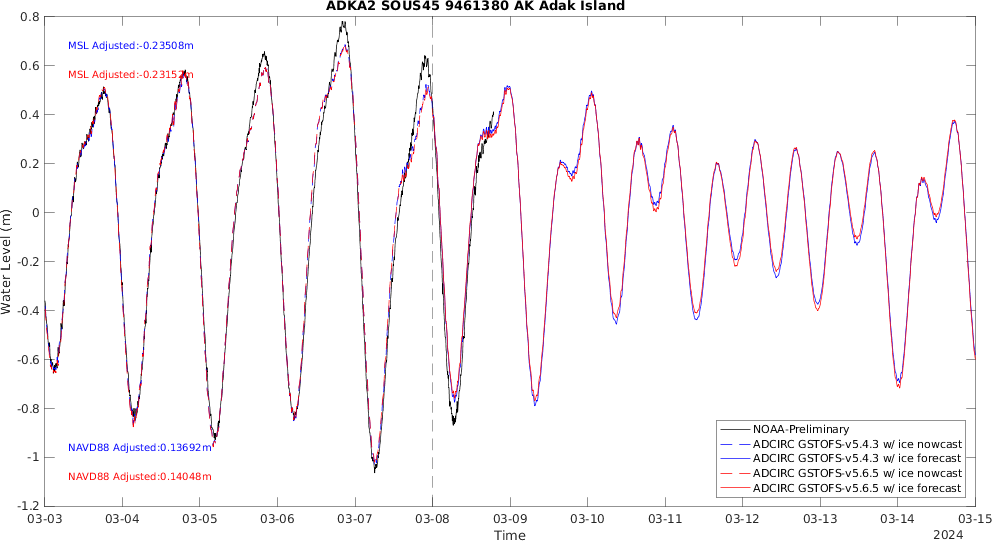 ADKA2 SOUS45 9461380 AK Adak Island
MSL Adjusted:-0.23508m
MSL Adjusted:-0.23152m
NAVD88 Adjusted:0.13692m
NAVD88 Adjusted:0.14048m
Water Level (m)
0.8
0.6
0.4
0.2
0
-0.2
-0.4
-0.6
-0.8
-1
-1.2
NOAA-Preliminary
ADCIRC GSTOFS-v5.4.3 w/ ice nowcast
ADCIRC GSTOFS-v5.4.3 w/ ice forecast
ADCIRC GSTOFS-v5.6.5 w/ ice nowcast
ADCIRC GSTOFS-v5.6.5 w/ ice forecast
03-03 03-04 03-05 03-06 03-07 03-08 03-09 03-10 03-11 03-12 03-13 03-14 03-15
Time
2024